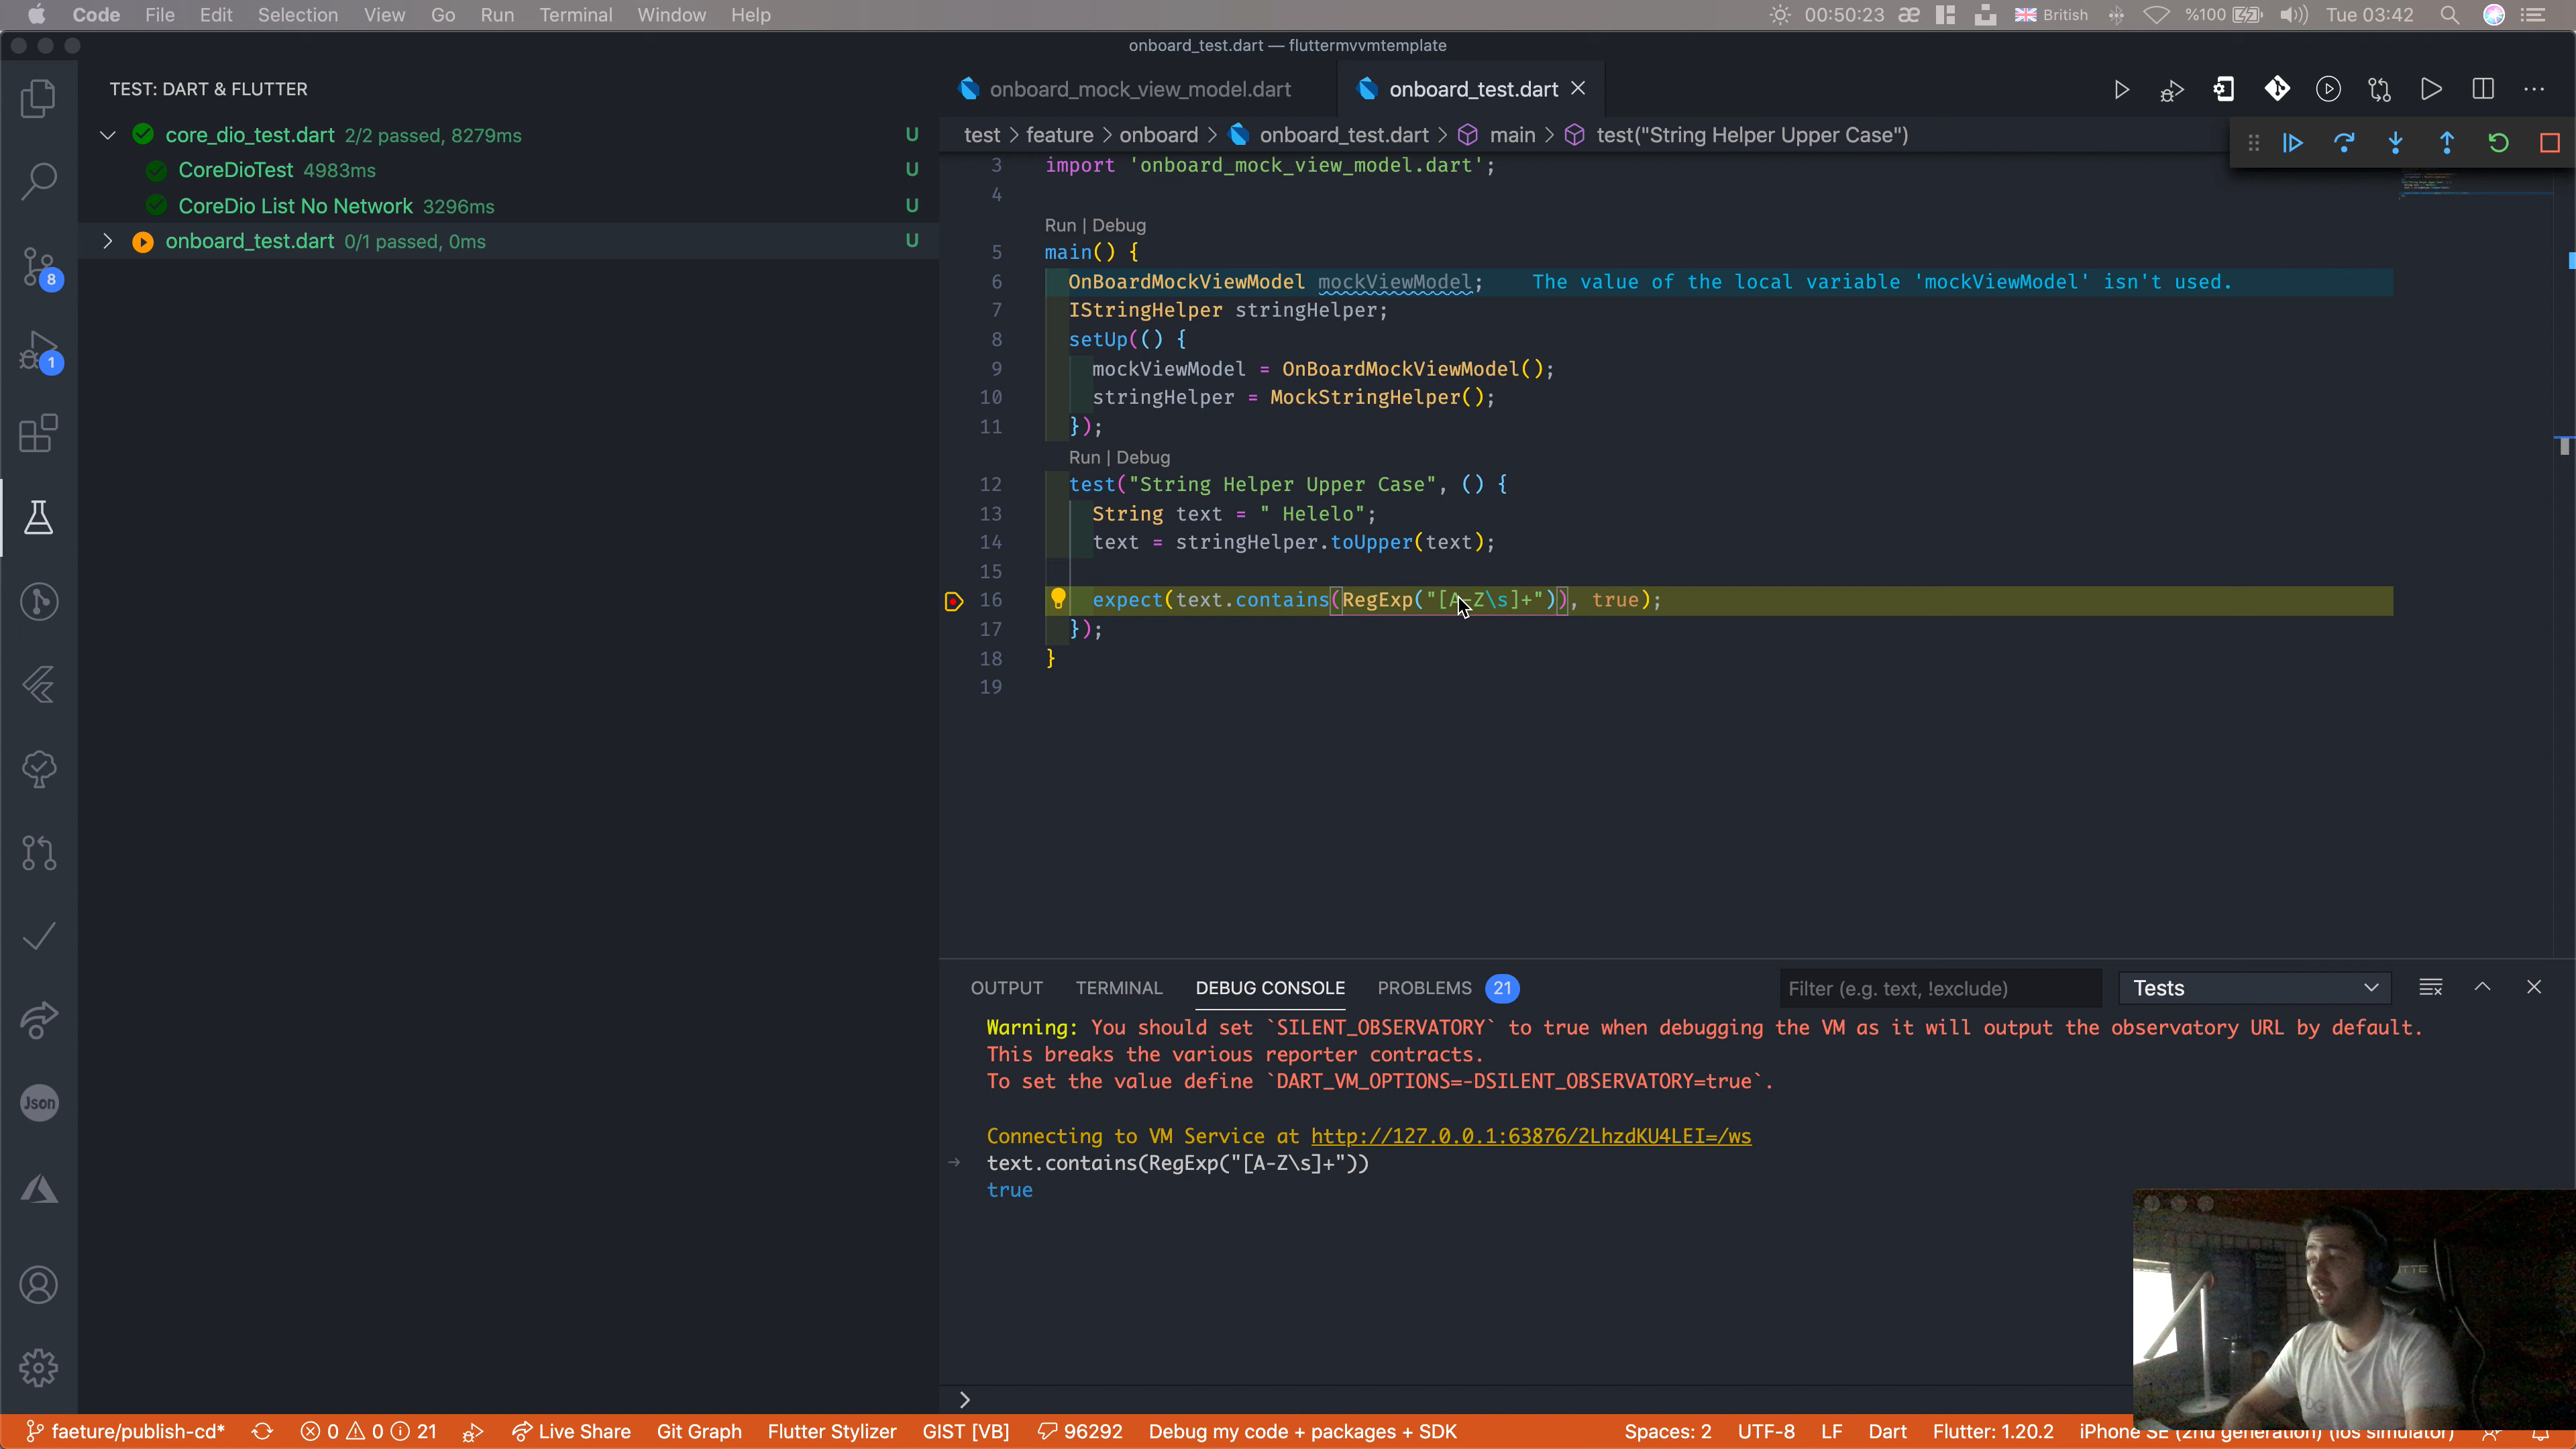 Code File Edit Selection View Go Run Terminal Window Help
00:50:23 æ British %100 Tue 03:42
onboard_test.dart — fluttermvvmtemplate
TEST: DART & FLUTTER
core_dio_test.dart 2/2 passed, 8279ms U
CoreDioTest 4983ms U
CoreDio List No Network 3296ms U
onboard_test.dart 0/1 passed, 0ms U
8
1
Json
onboard_mock_view_model.dart onboard_test.dart
test > feature > onboard > onboard_test.dart > main > test("String Helper Upper Case")
3 import 'onboard_mock_view_model.dart';
4
Run | Debug
5 main() {
6 OnBoardMockViewModel mockViewModel; The value of the local variable 'mockViewModel' isn't used.
7 IStringHelper stringHelper;
8 setUp(() {
9 mockViewModel = OnBoardMockViewModel();
10 stringHelper = MockStringHelper();
11 });
Run | Debug
12 test("String Helper Upper Case", () {
13 String text = " Helelo";
14 text = stringHelper.toUpper(text);
15
16 expect(text.contains(RegExp("[A-Z\s]+")), true);
17 });
18 }
19
OUTPUT TERMINAL DEBUG CONSOLE PROBLEMS 21 Filter (e.g. text, !exclude) Tests
Warning: You should set `SILENT_OBSERVATORY` to true when debugging the VM as it will output the observatory URL by default.
This breaks the various reporter contracts.
To set the value define `DART_VM_OPTIONS=-DSILENT_OBSERVATORY=true`.
Connecting to VM Service at http://127.0.0.1:63876/2LhzdKU4LEI=/ws
→ text.contains(RegExp("[A-Z\s]+"))
true
faeture/publish-cd* 0 0 21 Live Share Git Graph Flutter Stylizer GIST [VB] 96292 Debug my code + packages + SDK Spaces: 2 UTF-8 LF Dart Flutter: 1.20.2 iPhone SE (2nd generation) (ios simulator)